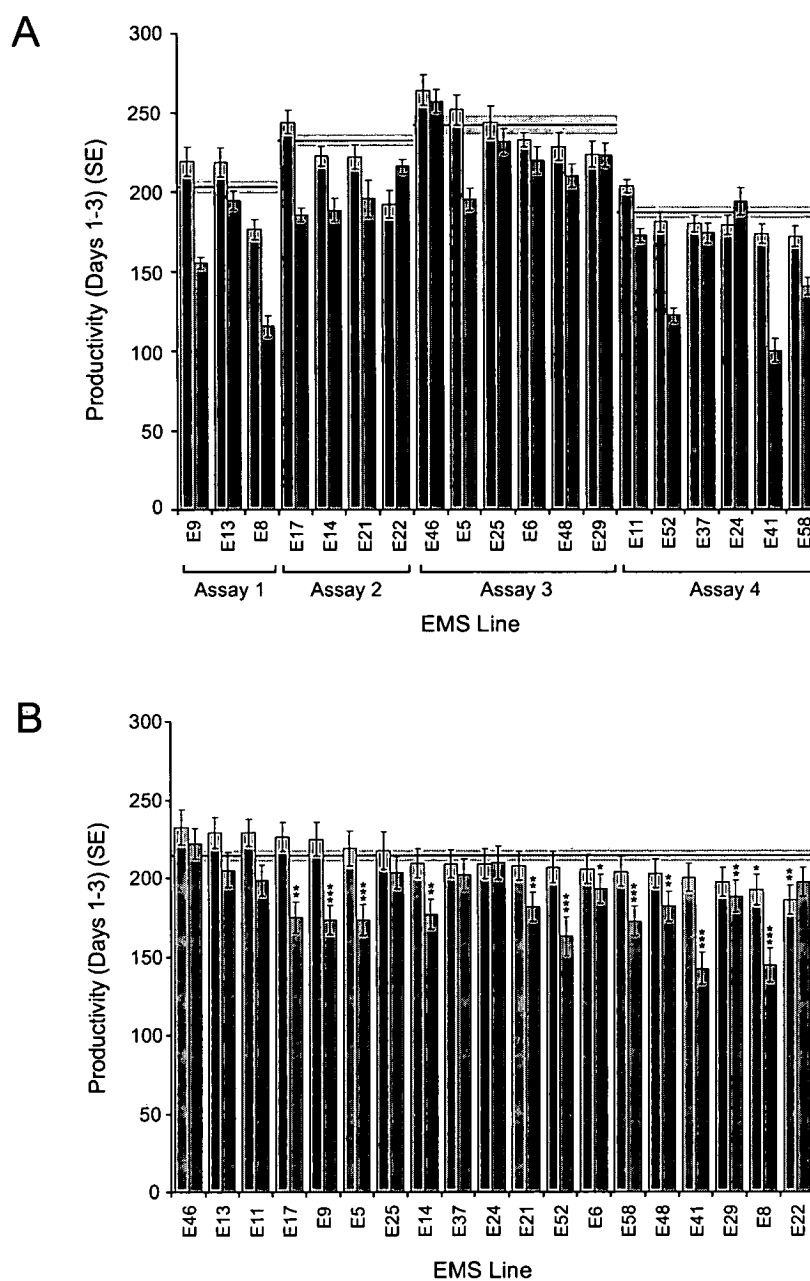 A
Productivity (Days 1-3) (SE)
300
250
200
150
100
50
0
E9 E13 E8 E17 E14 E21 E22 E46 E5 E25 E6 E48 E29 E11 E52 E37 E24 E41 E58
Assay 1 Assay 2 Assay 3 Assay 4
EMS Line
B
Productivity (Days 1-3) (SE)
300
250
200
150
100
50
0
** *** *** ** ** *** * *** ** *** ** * *** **
E46 E13 E11 E17 E9 E5 E25 E14 E37 E24 E21 E52 E6 E58 E48 E41 E29 E8 E22
EMS Line